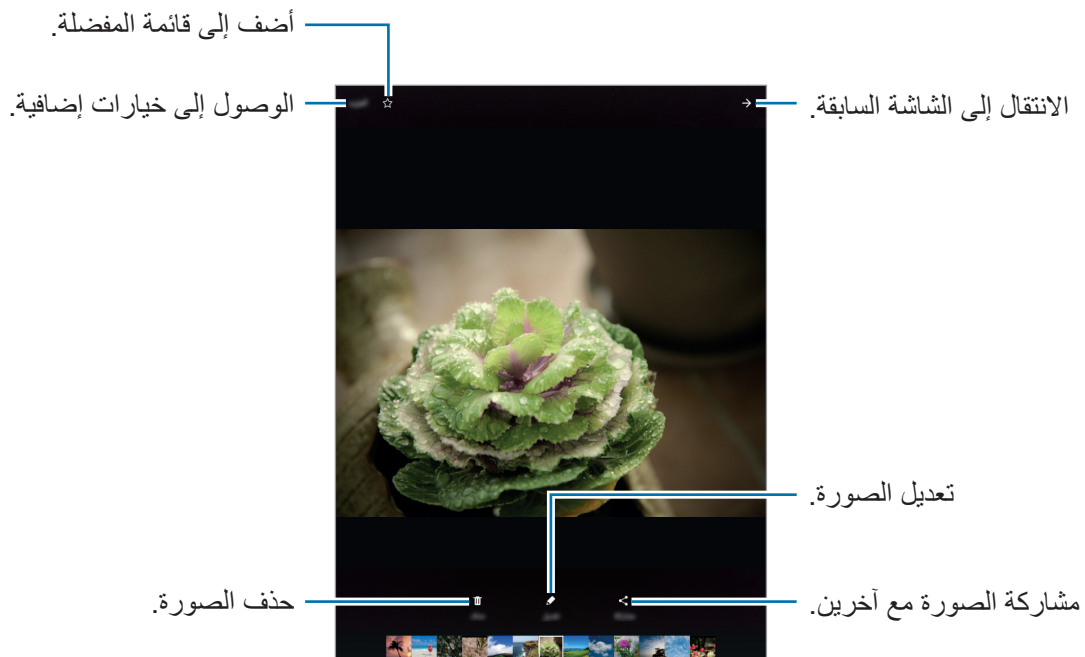 أضف إلى قائمة المفضلة.
الوصول إلى خيارات إضافية.
الانتقال إلى الشاشة السابقة.
تعديل الصورة.
حذف الصورة.
مشاركة الصورة مع آخرين.